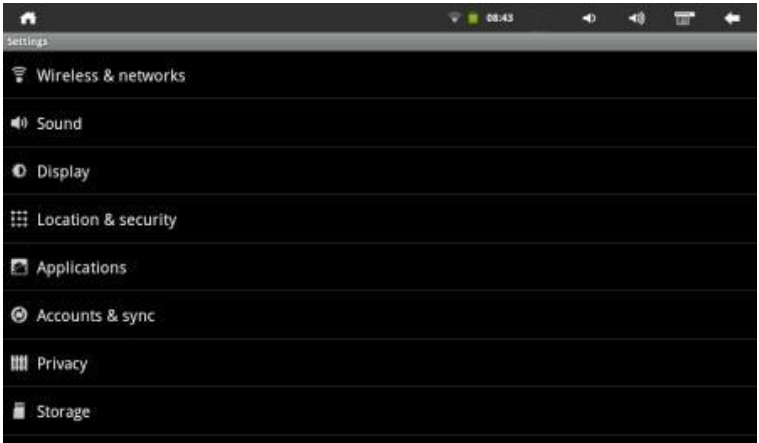 08:43
Settings
Wireless & networks
Sound
Display
Location & security
Applications
Accounts & sync
Privacy
Storage